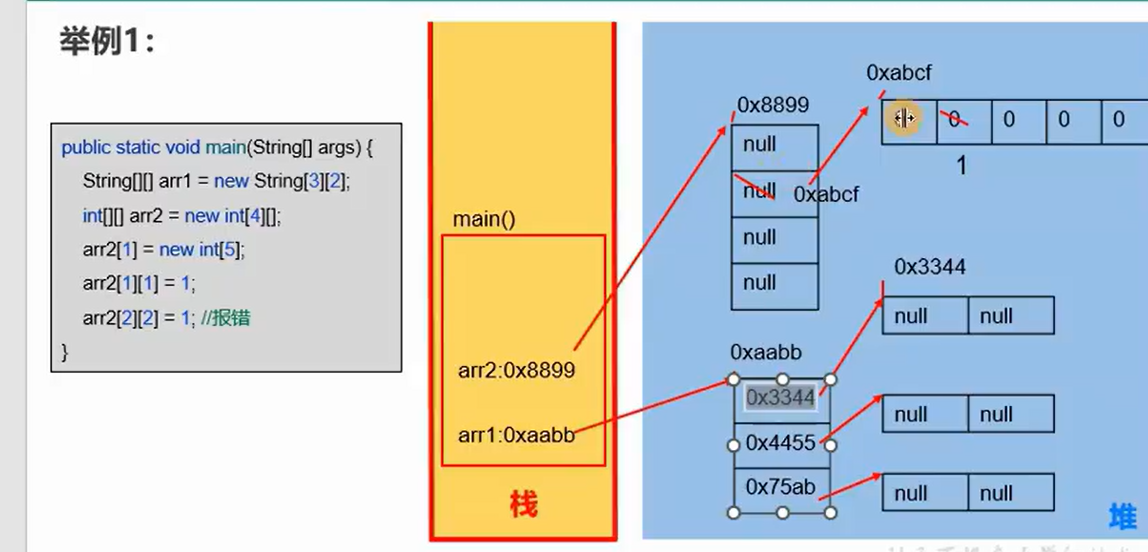 举例1：
public static void main(String[] args) {
String[][] arr1 = new String[3][2];
int[][] arr2 = new int[4][];
arr2[1] = new int[5];
arr2[1][1] = 1;
arr2[2][2] = 1; //报错
}
main()
arr2:0x8899
arr1:0xaabb
栈
0x8899
null
null 0xabcf
null
null
0xabcf
0 0 0 0
1
0x3344
null null
0xaabb
0x3344
0x4455
null null
0x75ab
null null
堆